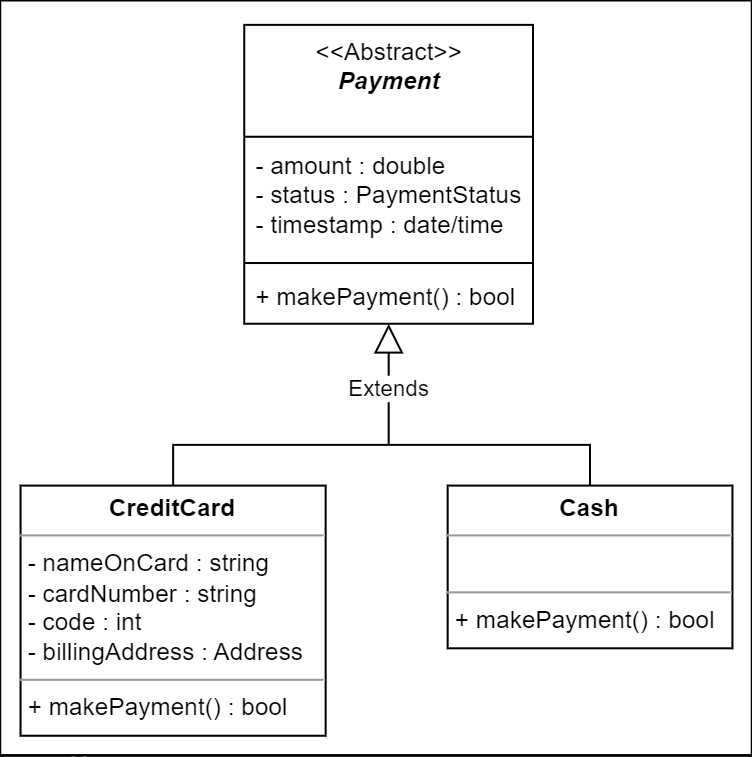 <<Abstract>>
Payment
- amount : double
- status : PaymentStatus
- timestamp : date/time
+ makePayment() : bool
Extends
CreditCard
- nameOnCard : string
- cardNumber : string
- code : int
- billingAddress : Address
+ makePayment() : bool
Cash
+ makePayment() : bool